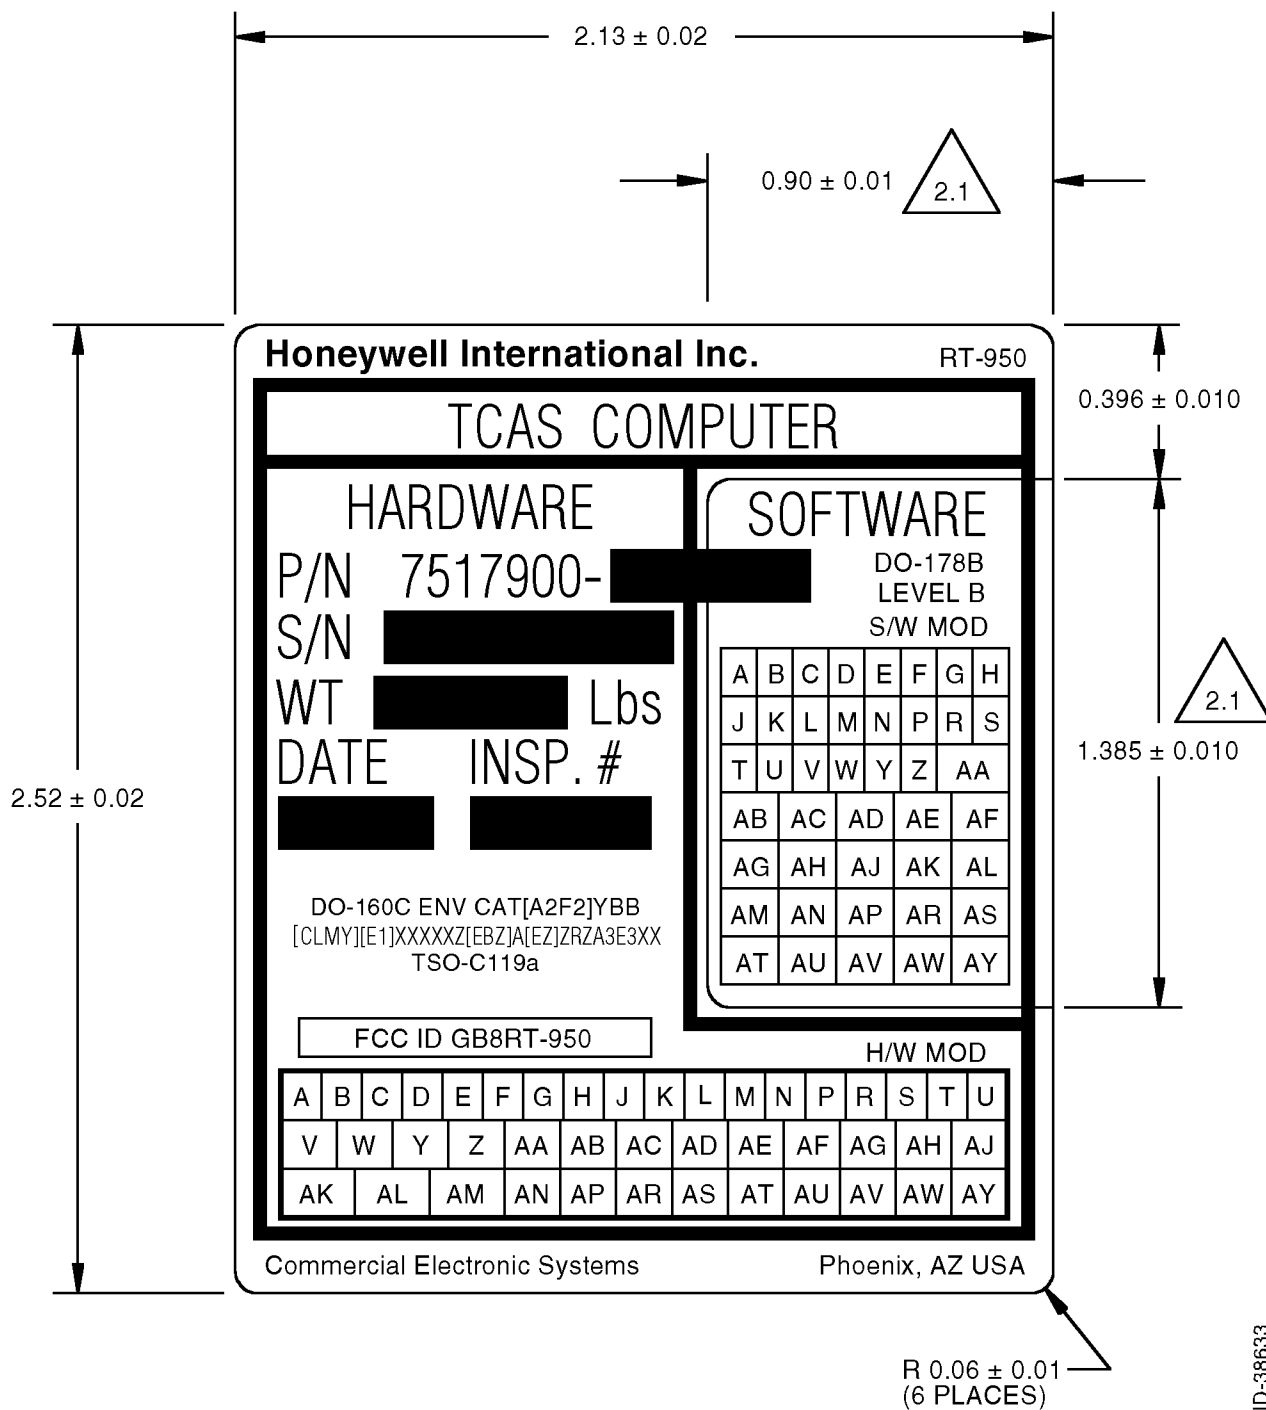 2.13 ± 0.02
0.90 ± 0.01 2.1
Honeywell International Inc. RT-950
TCAS COMPUTER
0.396 ± 0.010
HARDWARE
P/N 7517900-
S/N
WT Lbs
DATE INSP. #
DO-160C ENV CAT[A2F2]YBB
[CLMY][E1]XXXXXZ[EBZ]A[EZ]ZRZA3E3XX
TSO-C119a
FCC ID GB8RT-950
SOFTWARE
DO-178B
LEVEL B
S/W MOD
A B C D E F G H
J K L M N P R S
T U V W Y Z AA
AB AC AD AE AF
AG AH AJ AK AL
AM AN AP AR AS
AT AU AV AW AY
2.1
1.385 ± 0.010
2.52 ± 0.02
H/W MOD
A B C D E F G H J K L M N P R S T U
V W Y Z AA AB AC AD AE AF AG AH AJ
AK AL AM AN AP AR AS AT AU AV AW AY
Commercial Electronic Systems Phoenix, AZ USA
R 0.06 ± 0.01
(6 PLACES)
ID-38633